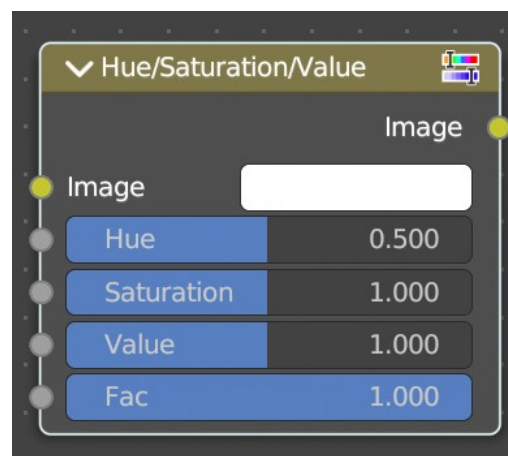 Hue/Saturation/Value
Image
Image
Hue 0.500
Saturation 1.000
Value 1.000
Fac 1.000